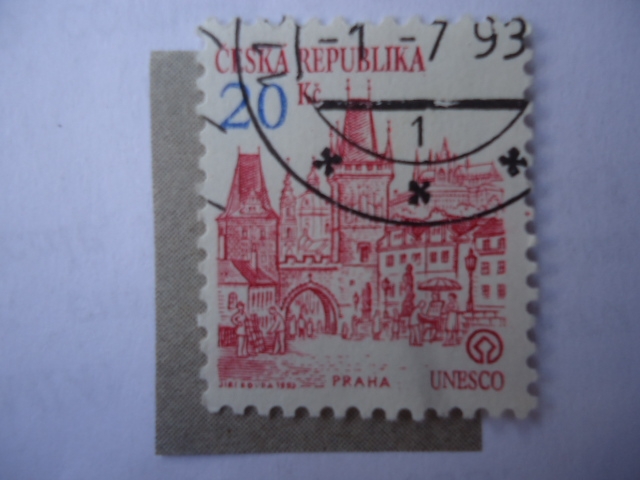 -1.-7 93
ČESKÁ REPUBLIKA
20 Kč
1
PRAHA
UNESCO